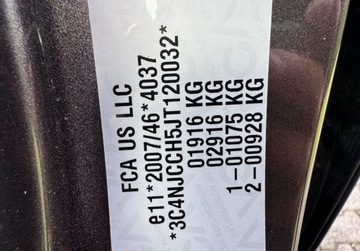 FCA US LLC
e11*2007/46*4037
*3C4NJCCH5JT120032*
01916 KG
02916 KG
1-01075 KG
2-00928 KG